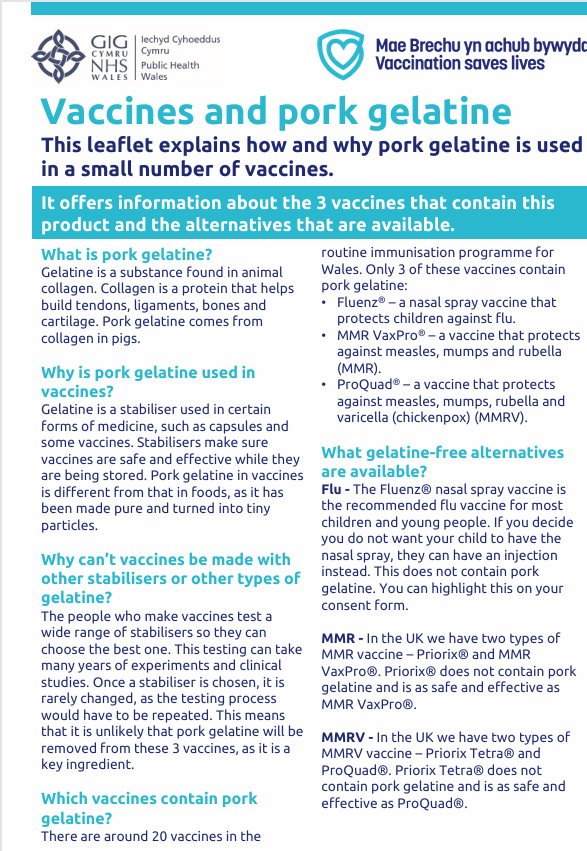 GIG
CYMRU
NHS
WALES
Iechyd Cyhoeddus
Cymru
Public Health
Wales
Mae Brechu yn achub bywyda
Vaccination saves lives
Vaccines and pork gelatine
This leaflet explains how and why pork gelatine is used
in a small number of vaccines.
It offers information about the 3 vaccines that contain this
product and the alternatives that are available.
What is pork gelatine?
Gelatine is a substance found in animal
collagen. Collagen is a protein that helps
build tendons, ligaments, bones and
cartilage. Pork gelatine comes from
collagen in pigs.
Why is pork gelatine used in
vaccines?
Gelatine is a stabiliser used in certain
forms of medicine, such as capsules and
some vaccines. Stabilisers make sure
vaccines are safe and effective while they
are being stored. Pork gelatine in vaccines
is different from that in foods, as it has
been made pure and turned into tiny
particles.
Why can't vaccines be made with
other stabilisers or other types of
gelatine?
The people who make vaccines test a
wide range of stabilisers so they can
choose the best one. This testing can take
many years of experiments and clinical
studies. Once a stabiliser is chosen, it is
rarely changed, as the testing process
would have to be repeated. This means
that it is unlikely that pork gelatine will be
removed from these 3 vaccines, as it is a
key ingredient.
Which vaccines contain pork
gelatine?
There are around 20 vaccines in the
routine immunisation programme for
Wales. Only 3 of these vaccines contain
pork gelatine:
• Fluenz® – a nasal spray vaccine that
protects children against flu.
• MMR VaxPro® – a vaccine that protects
against measles, mumps and rubella
(MMR).
• ProQuad® – a vaccine that protects
against measles, mumps, rubella and
varicella (chickenpox) (MMRV).
What gelatine-free alternatives
are available?
Flu - The Fluenz® nasal spray vaccine is
the recommended flu vaccine for most
children and young people. If you decide
you do not want your child to have the
nasal spray, they can have an injection
instead. This does not contain pork
gelatine. You can highlight this on your
consent form.
MMR - In the UK we have two types of
MMR vaccine – Priorix® and MMR
VaxPro®. Priorix® does not contain pork
gelatine and is as safe and effective as
MMR VaxPro®.
MMRV - In the UK we have two types of
MMRV vaccine – Priorix Tetra® and
ProQuad®. Priorix Tetra® does not
contain pork gelatine and is as safe and
effective as ProQuad®.